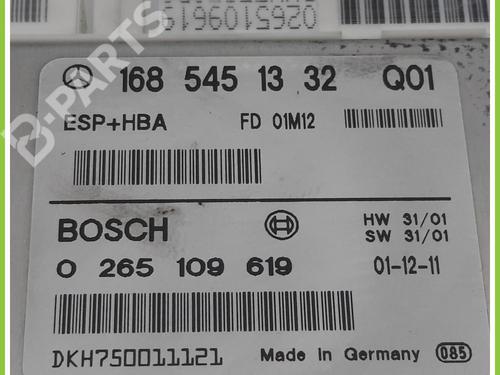 0265109619
B-PARTS
168 545 13 32 Q01
ESP+HBA FD 01M12
BOSCH HW 31/01
SW 31/01
0 265 109 619 01-12-11
DKH750011121 Made in Germany 085